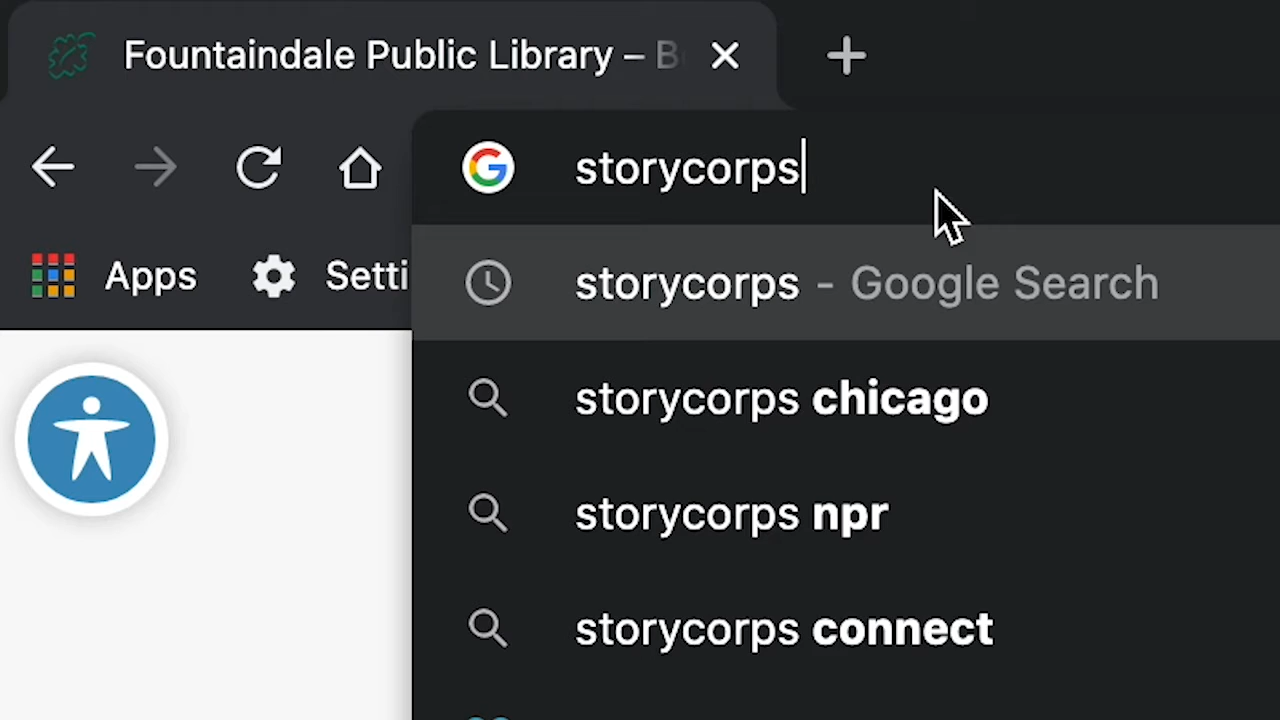 Fountaindale Public Library –
storycorps
Apps
Setti
storycorps - Google Search
storycorps chicago
storycorps npr
storycorps connect